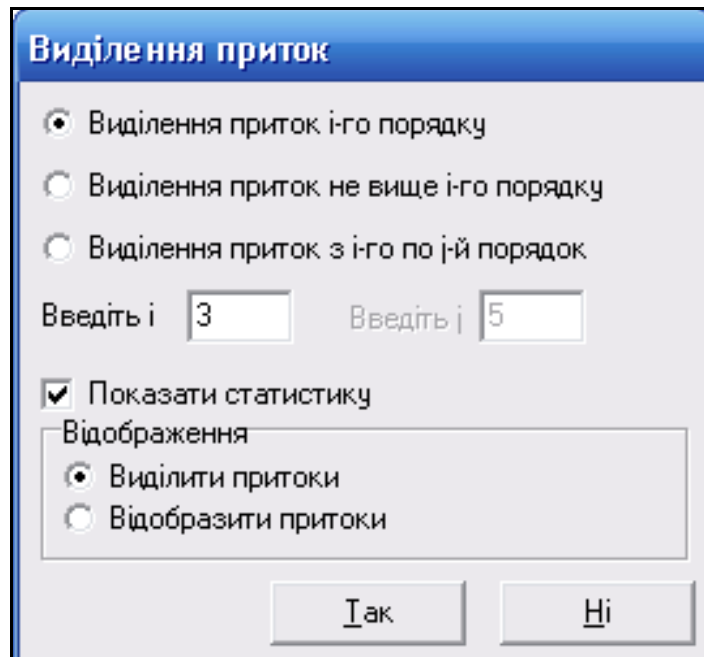 Виділення приток
Виділення приток і-го порядку
Виділення приток не вище і-го порядку
Виділення приток з і-го по j-й порядок
Введіть і 3 Введіть j 5
Показати статистику
Відображення
Виділити притоки
Відобразити притоки
Так Ні